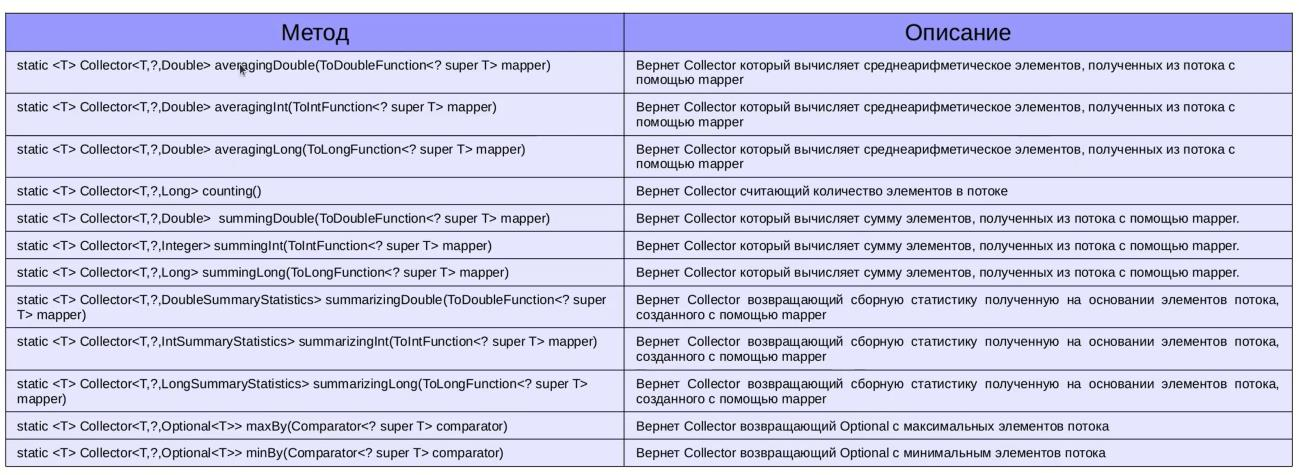 Метод
Описание
static <T> Collector<T,?,Double> averagingDouble(ToDoubleFunction<? super T> mapper)
Вернет Collector который вычисляет среднеарифметическое элементов, полученных из потока с
помощью mapper
static <T> Collector<T,?,Double> averagingInt(ToIntFunction<? super T> mapper)
Вернет Collector который вычисляет среднеарифметическое элементов, полученных из потока с
помощью mapper
static <T> Collector<T,?,Double> averagingLong(ToLongFunction<? super T> mapper)
Вернет Collector который вычисляет среднеарифметическое элементов, полученных из потока с
помощью mapper
static <T> Collector<T,?,Long> counting()
Вернет Collector считающий количество элементов в потоке
static <T> Collector<T,?,Double>  summingDouble(ToDoubleFunction<? super T> mapper)
Вернет Collector который вычисляет сумму элементов, полученных из потока с помощью mapper.
static <T> Collector<T,?,Integer> summingInt(ToIntFunction<? super T> mapper)
Вернет Collector который вычисляет сумму элементов, полученных из потока с помощью mapper.
static <T> Collector<T,?,Long> summingLong(ToLongFunction<? super T> mapper)
Вернет Collector который вычисляет сумму элементов, полученных из потока с помощью mapper.
static <T> Collector<T,?,DoubleSummaryStatistics> summarizingDouble(ToDoubleFunction<? super
T> mapper)
Вернет Collector возвращающий сборную статистику полученную на основании элементов потока,
созданного с помощью mapper
static <T> Collector<T,?,IntSummaryStatistics> summarizingInt(ToIntFunction<? super T> mapper)
Вернет Collector возвращающий сборную статистику полученную на основании элементов потока,
созданного с помощью mapper
static <T> Collector<T,?,LongSummaryStatistics> summarizingLong(ToLongFunction<? super T>
mapper)
Вернет Collector возвращающий сборную статистику полученную на основании элементов потока,
созданного с помощью mapper
static <T> Collector<T,?,Optional<T>> maxBy(Comparator<? super T> comparator)
Вернет Collector возвращающий Optional с максимальных элементов потока
static <T> Collector<T,?,Optional<T>> minBy(Comparator<? super T> comparator)
Вернет Collector возвращающий Optional с минимальным элементов потока